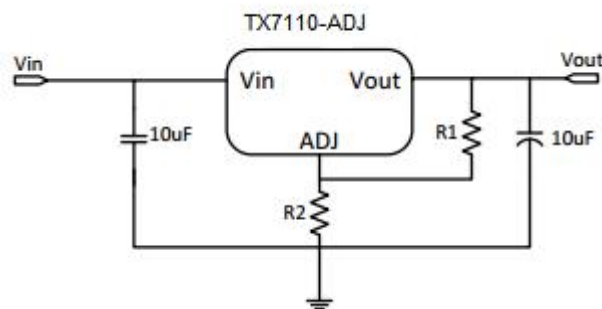 TX7110-ADJ
Vin
Vout
Vin
Vout
ADJ
10uF
R1
10uF
R2